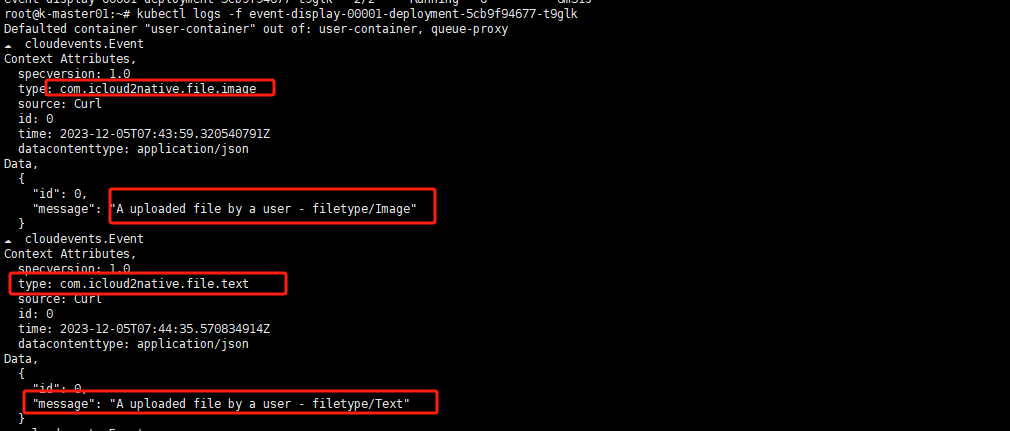 event-display-00001-deployment-5cb9f94677-t9glk   2/2     Running   0          6m51s
root@k-master01:~# kubectl logs -f event-display-00001-deployment-5cb9f94677-t9glk
Defaulted container "user-container" out of: user-container, queue-proxy
☁  cloudevents.Event
Context Attributes,
  specversion: 1.0
  type: com.icloud2native.file.image
  source: Curl
  id: 0
  time: 2023-12-05T07:43:59.320540791Z
  datacontenttype: application/json
Data,
  {
    "id": 0,
    "message": "A uploaded file by a user - filetype/Image"
  }
☁  cloudevents.Event
Context Attributes,
  specversion: 1.0
  type: com.icloud2native.file.text
  source: Curl
  id: 0
  time: 2023-12-05T07:44:35.570834914Z
  datacontenttype: application/json
Data,
  {
    "id": 0,
    "message": "A uploaded file by a user - filetype/Text"
  }
☁  cloudevents.Event